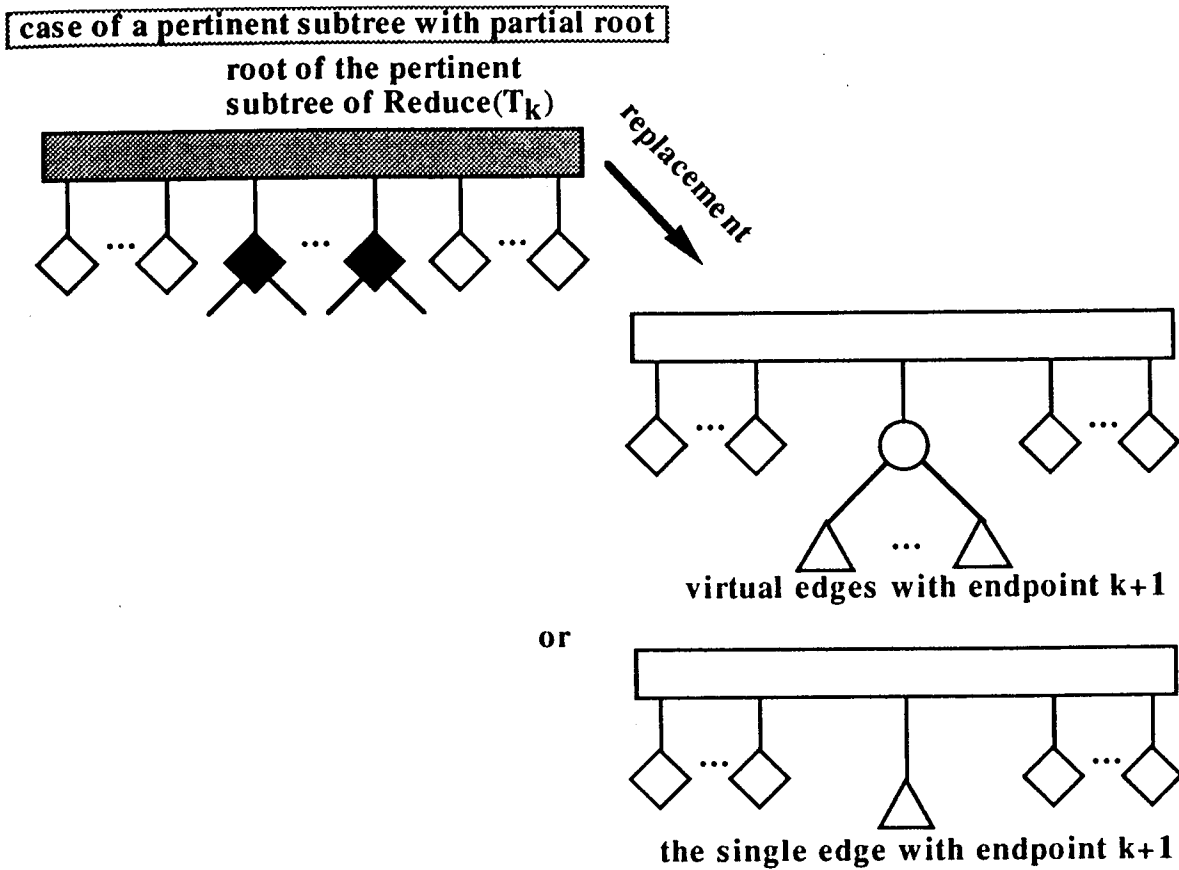 case of a pertinent subtree with partial root
root of the pertinent
subtree of Reduce(Tk)
replacement
...
...
...
...
...
...
virtual edges with endpoint k+1
or
...
...
the single edge with endpoint k+1